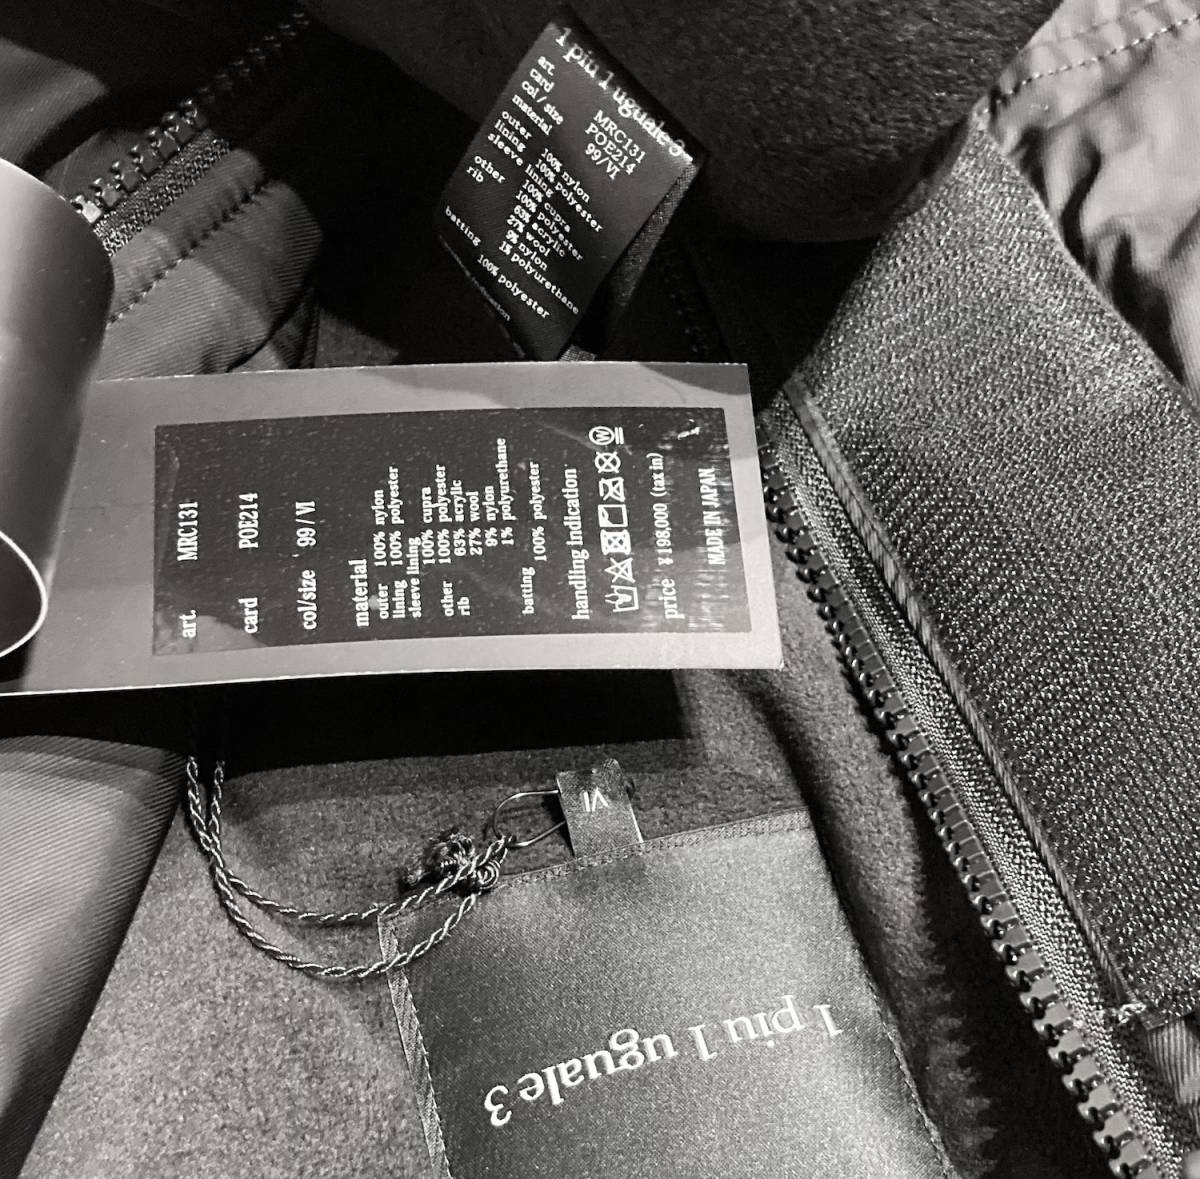 1 piu 1 uguale 3
art. MRC131
card POE214
col/ size 99/VI
material
outer 100% nylon
lining 100% polyester
sleeve lining
100% cupra
other 100% polyester
rib 63% acrylic
27% wool
9% nylon
1% polyurethane
batting 100% polyester
art. MRC131
card POE214
col/size 99/VI
material
outer 100% nylon
lining 100% polyester
sleeve lining
100% cupra
other 100% polyester
rib 63% acrylic
27% wool
9% nylon
1% polyurethane
batting 100% polyester
handling indication
W
price ¥198,000 (tax in)
MADE IN JAPAN
VI
1 piu 1 uguale 3